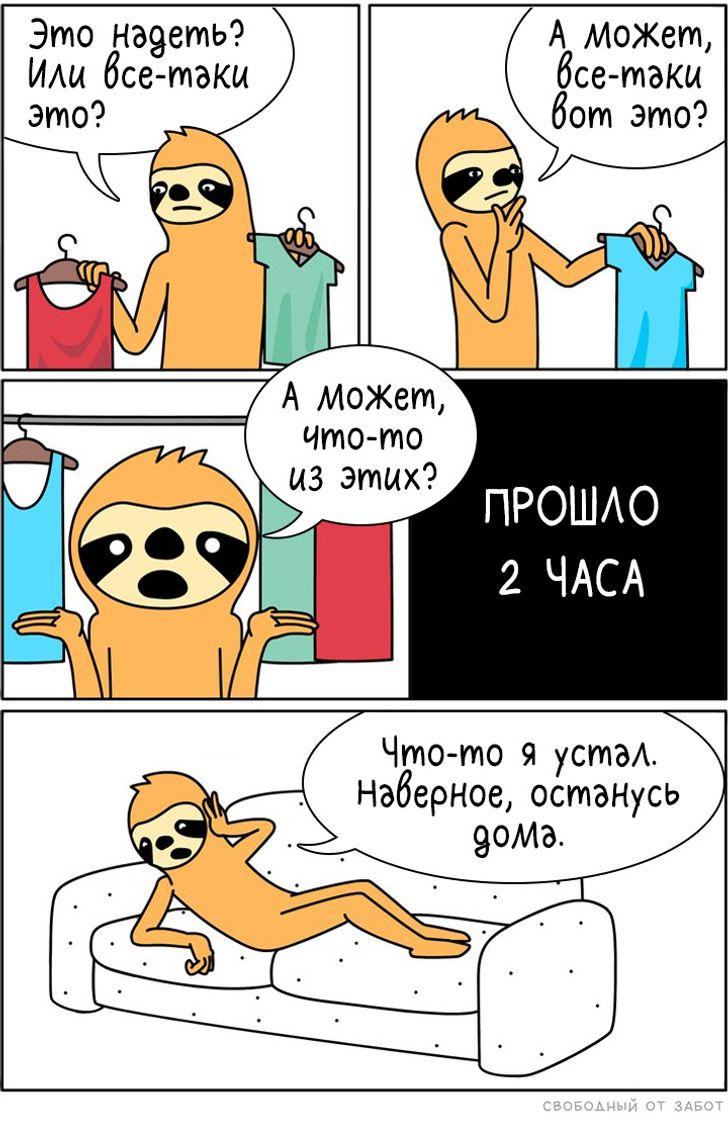 Это надеть?
Или все-таки
это?
А может,
все-таки
вот это?
А может,
что-то
из этих?
ПРОШЛО
2 ЧАСА
Что-то я устал.
Наверное, останусь
дома.
СВОБОДНЫЙ ОТ ЗАБОТ